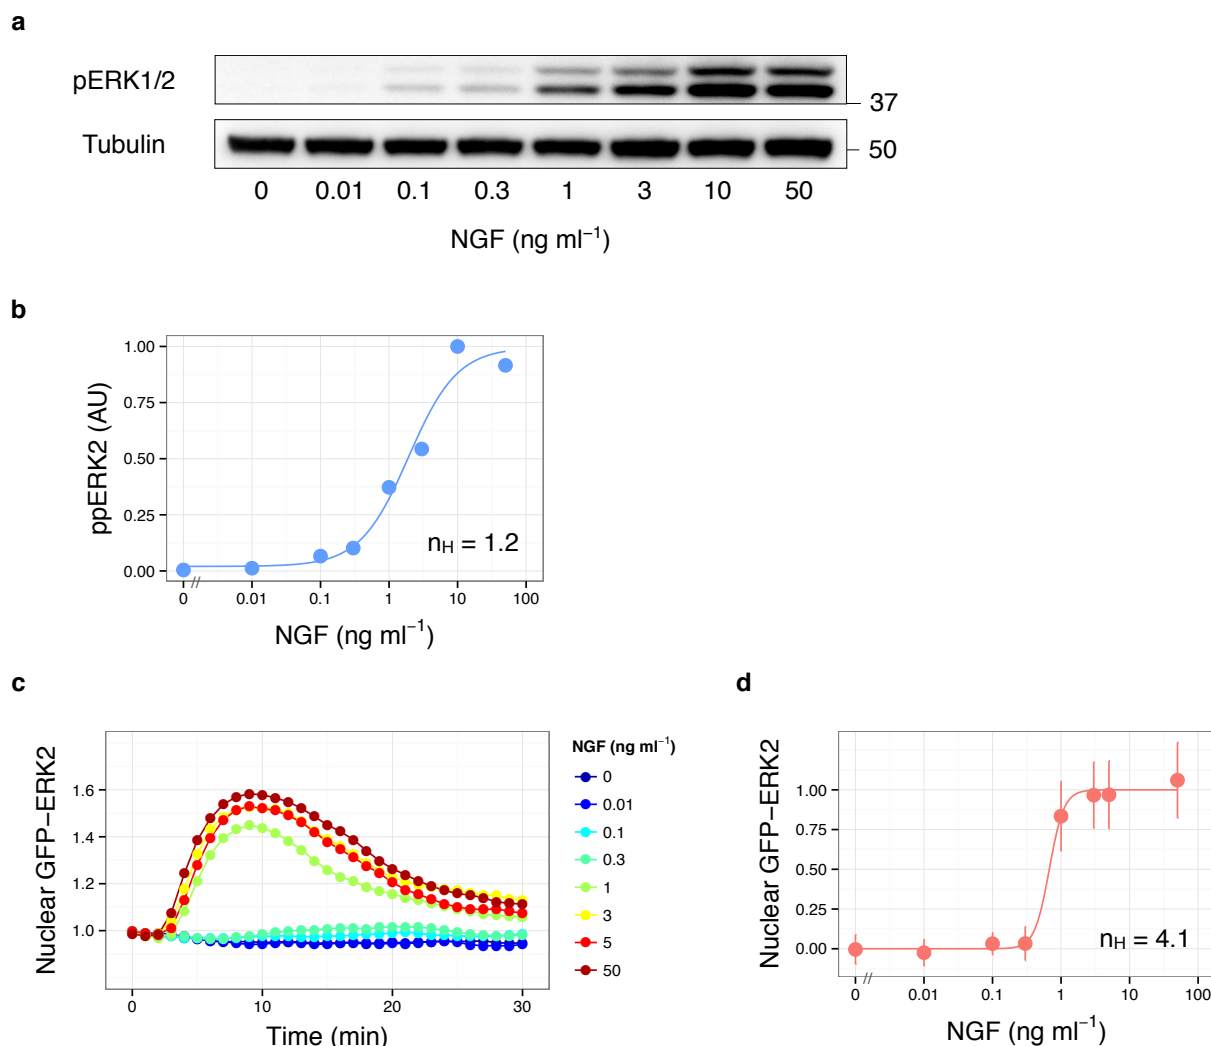 a
pERK1/2
37
Tubulin
50
0 0.01 0.1 0.3 1 3 10 50
NGF (ng ml⁻¹)
b
1.00
0.75
0.50
0.25
0.00
ppERK2 (AU)
n_H = 1.2
0 // 0.01 0.1 1 10 100
NGF (ng ml⁻¹)
c
Nuclear GFP–ERK2
1.6
1.4
1.2
1.0
0 10 20 30
Time (min)
NGF (ng ml⁻¹)
0
0.01
0.1
0.3
1
3
5
50
d
Nuclear GFP–ERK2
1.00
0.75
0.50
0.25
0.00
n_H = 4.1
0 // 0.01 0.1 1 10 100
NGF (ng ml⁻¹)